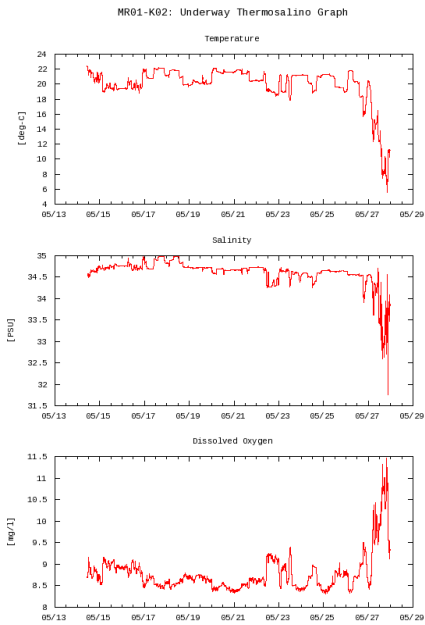 MR01-K02: Underway Thermosalino Graph
Temperature
24
22
20
18
16
14
12
10
8
6
4
[deg-C]
05/13 05/15 05/17 05/19 05/21 05/23 05/25 05/27 05/29
Salinity
35
34.5
34
33.5
33
32.5
32
31.5
[PSU]
05/13 05/15 05/17 05/19 05/21 05/23 05/25 05/27 05/29
Dissolved Oxygen
11.5
11
10.5
10
9.5
9
8.5
8
[mg/l]
05/13 05/15 05/17 05/19 05/21 05/23 05/25 05/27 05/29